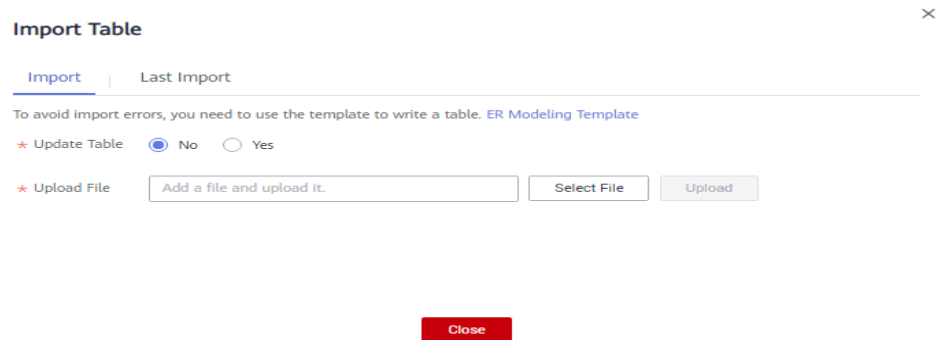 Import Table
Import | Last Import
To avoid import errors, you need to use the template to write a table. ER Modeling Template
* Update Table No Yes
* Upload File Add a file and upload it. Select File Upload
Close